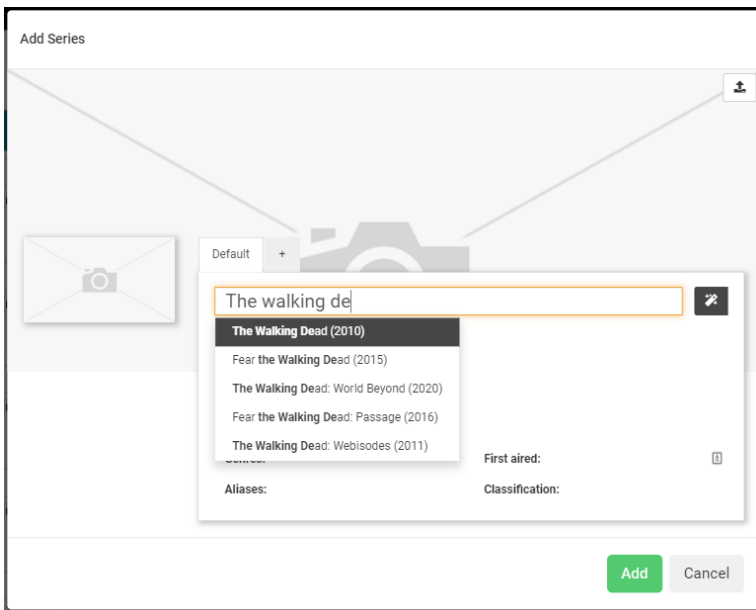 Add Series
Default +
The walking de
The Walking Dead (2010)
Fear the Walking Dead (2015)
The Walking Dead: World Beyond (2020)
Fear the Walking Dead: Passage (2016)
The Walking Dead: Webisodes (2011)
First aired:
Aliases: Classification:
Add Cancel